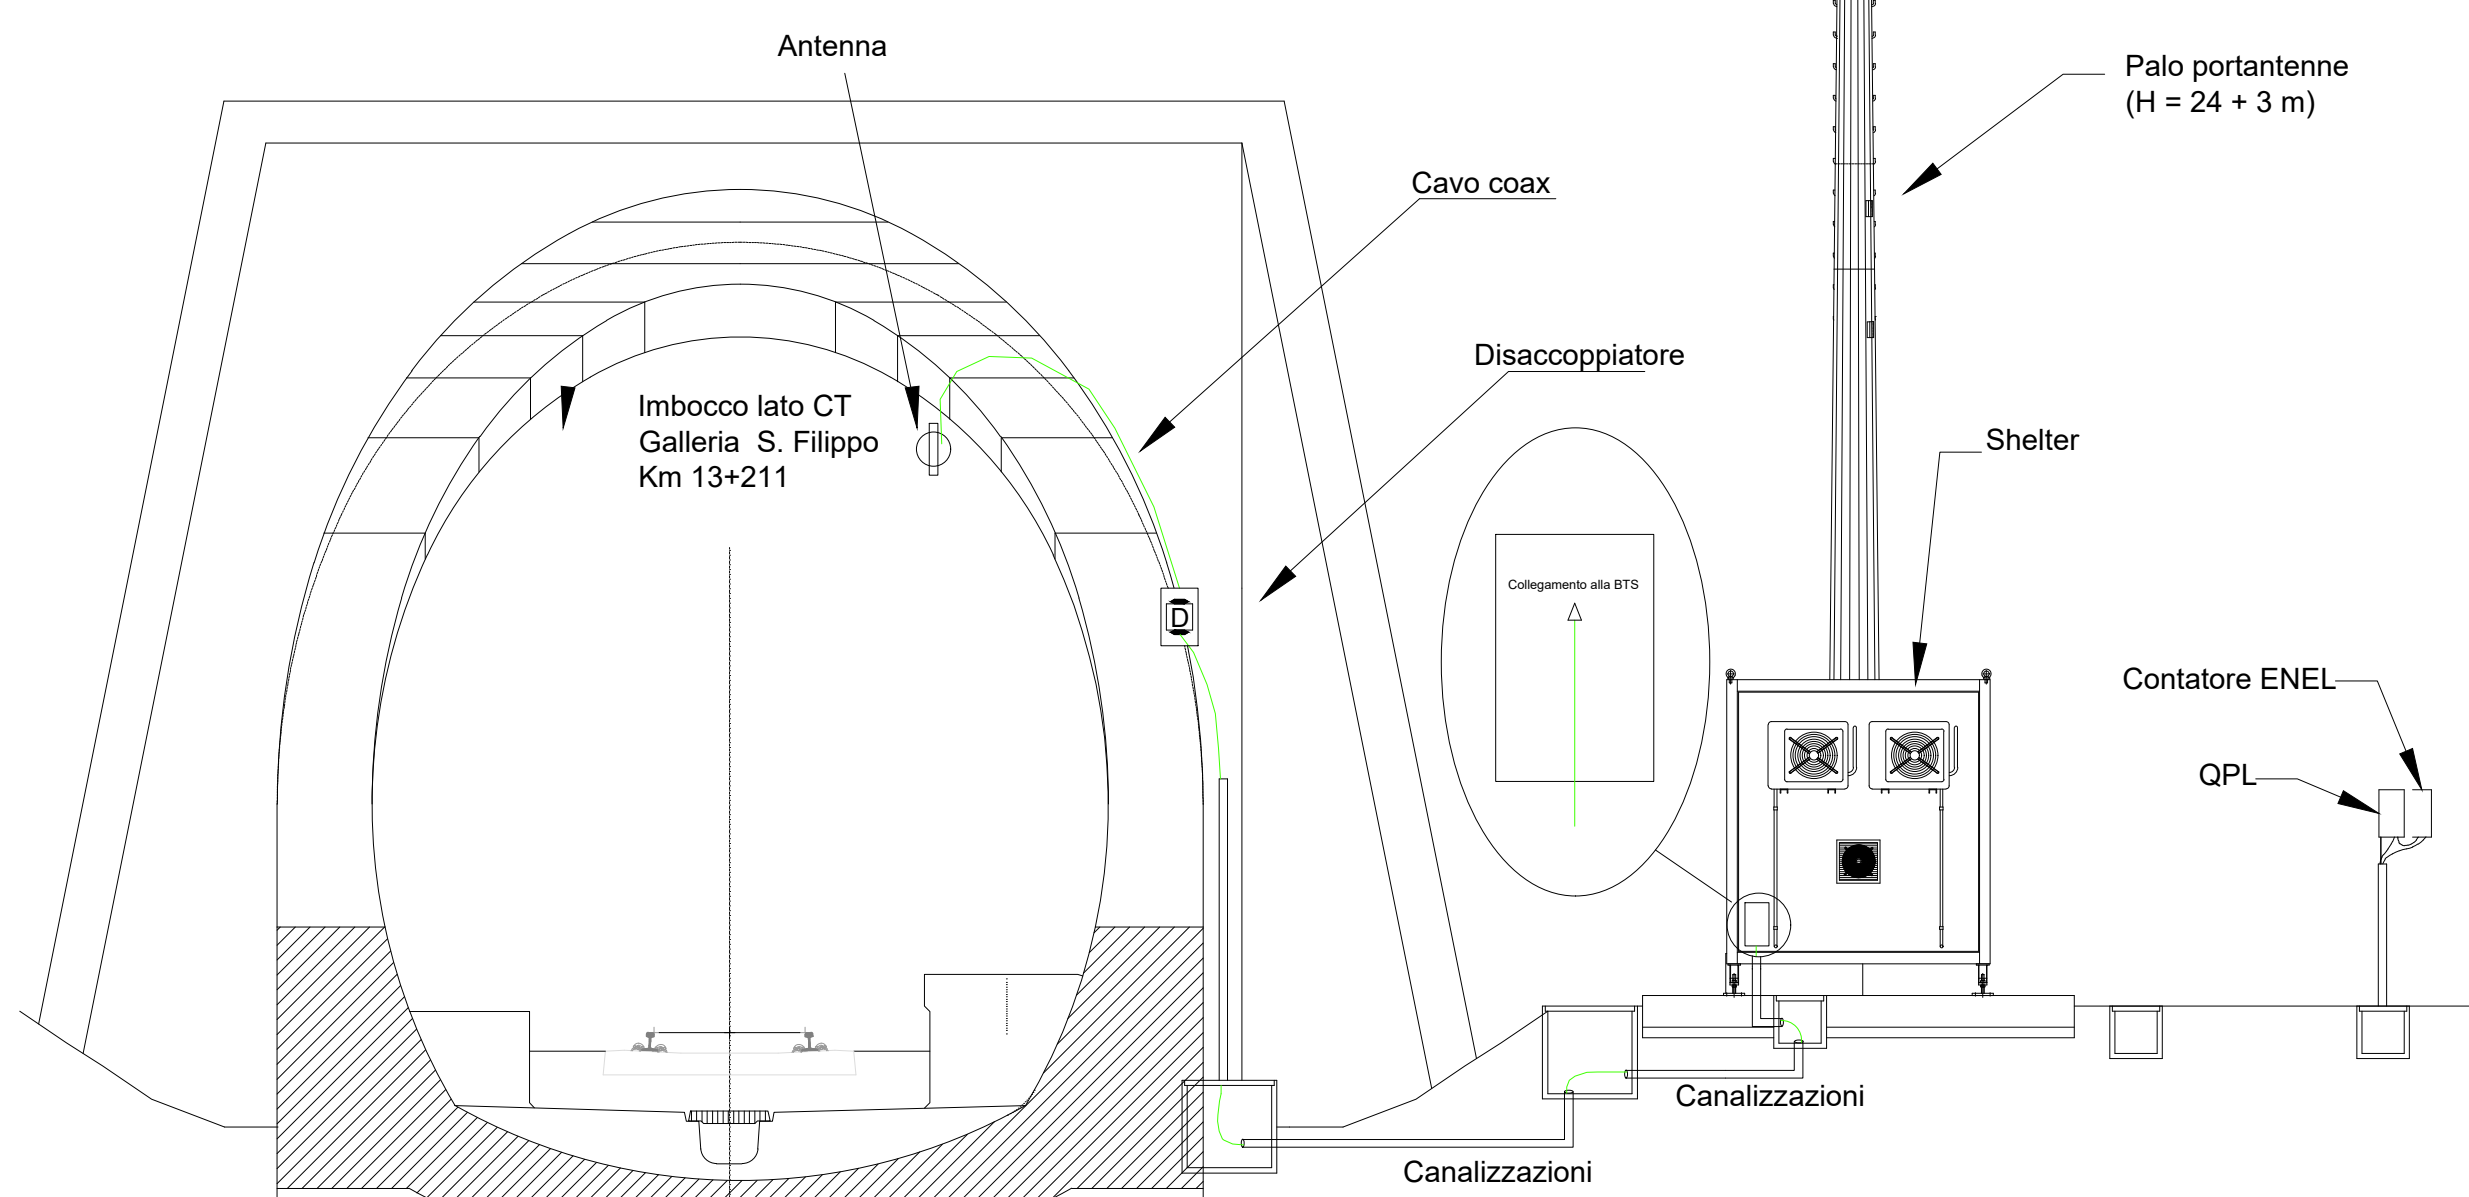 Antenna
Palo portantenne
(H = 24 + 3 m)
Cavo coax
Disaccoppiatore
Imbocco lato CT
Galleria S. Filippo
Km 13+211
Shelter
Collegamento alla BTS
D
Contatore ENEL
QPL
Canalizzazioni
Canalizzazioni